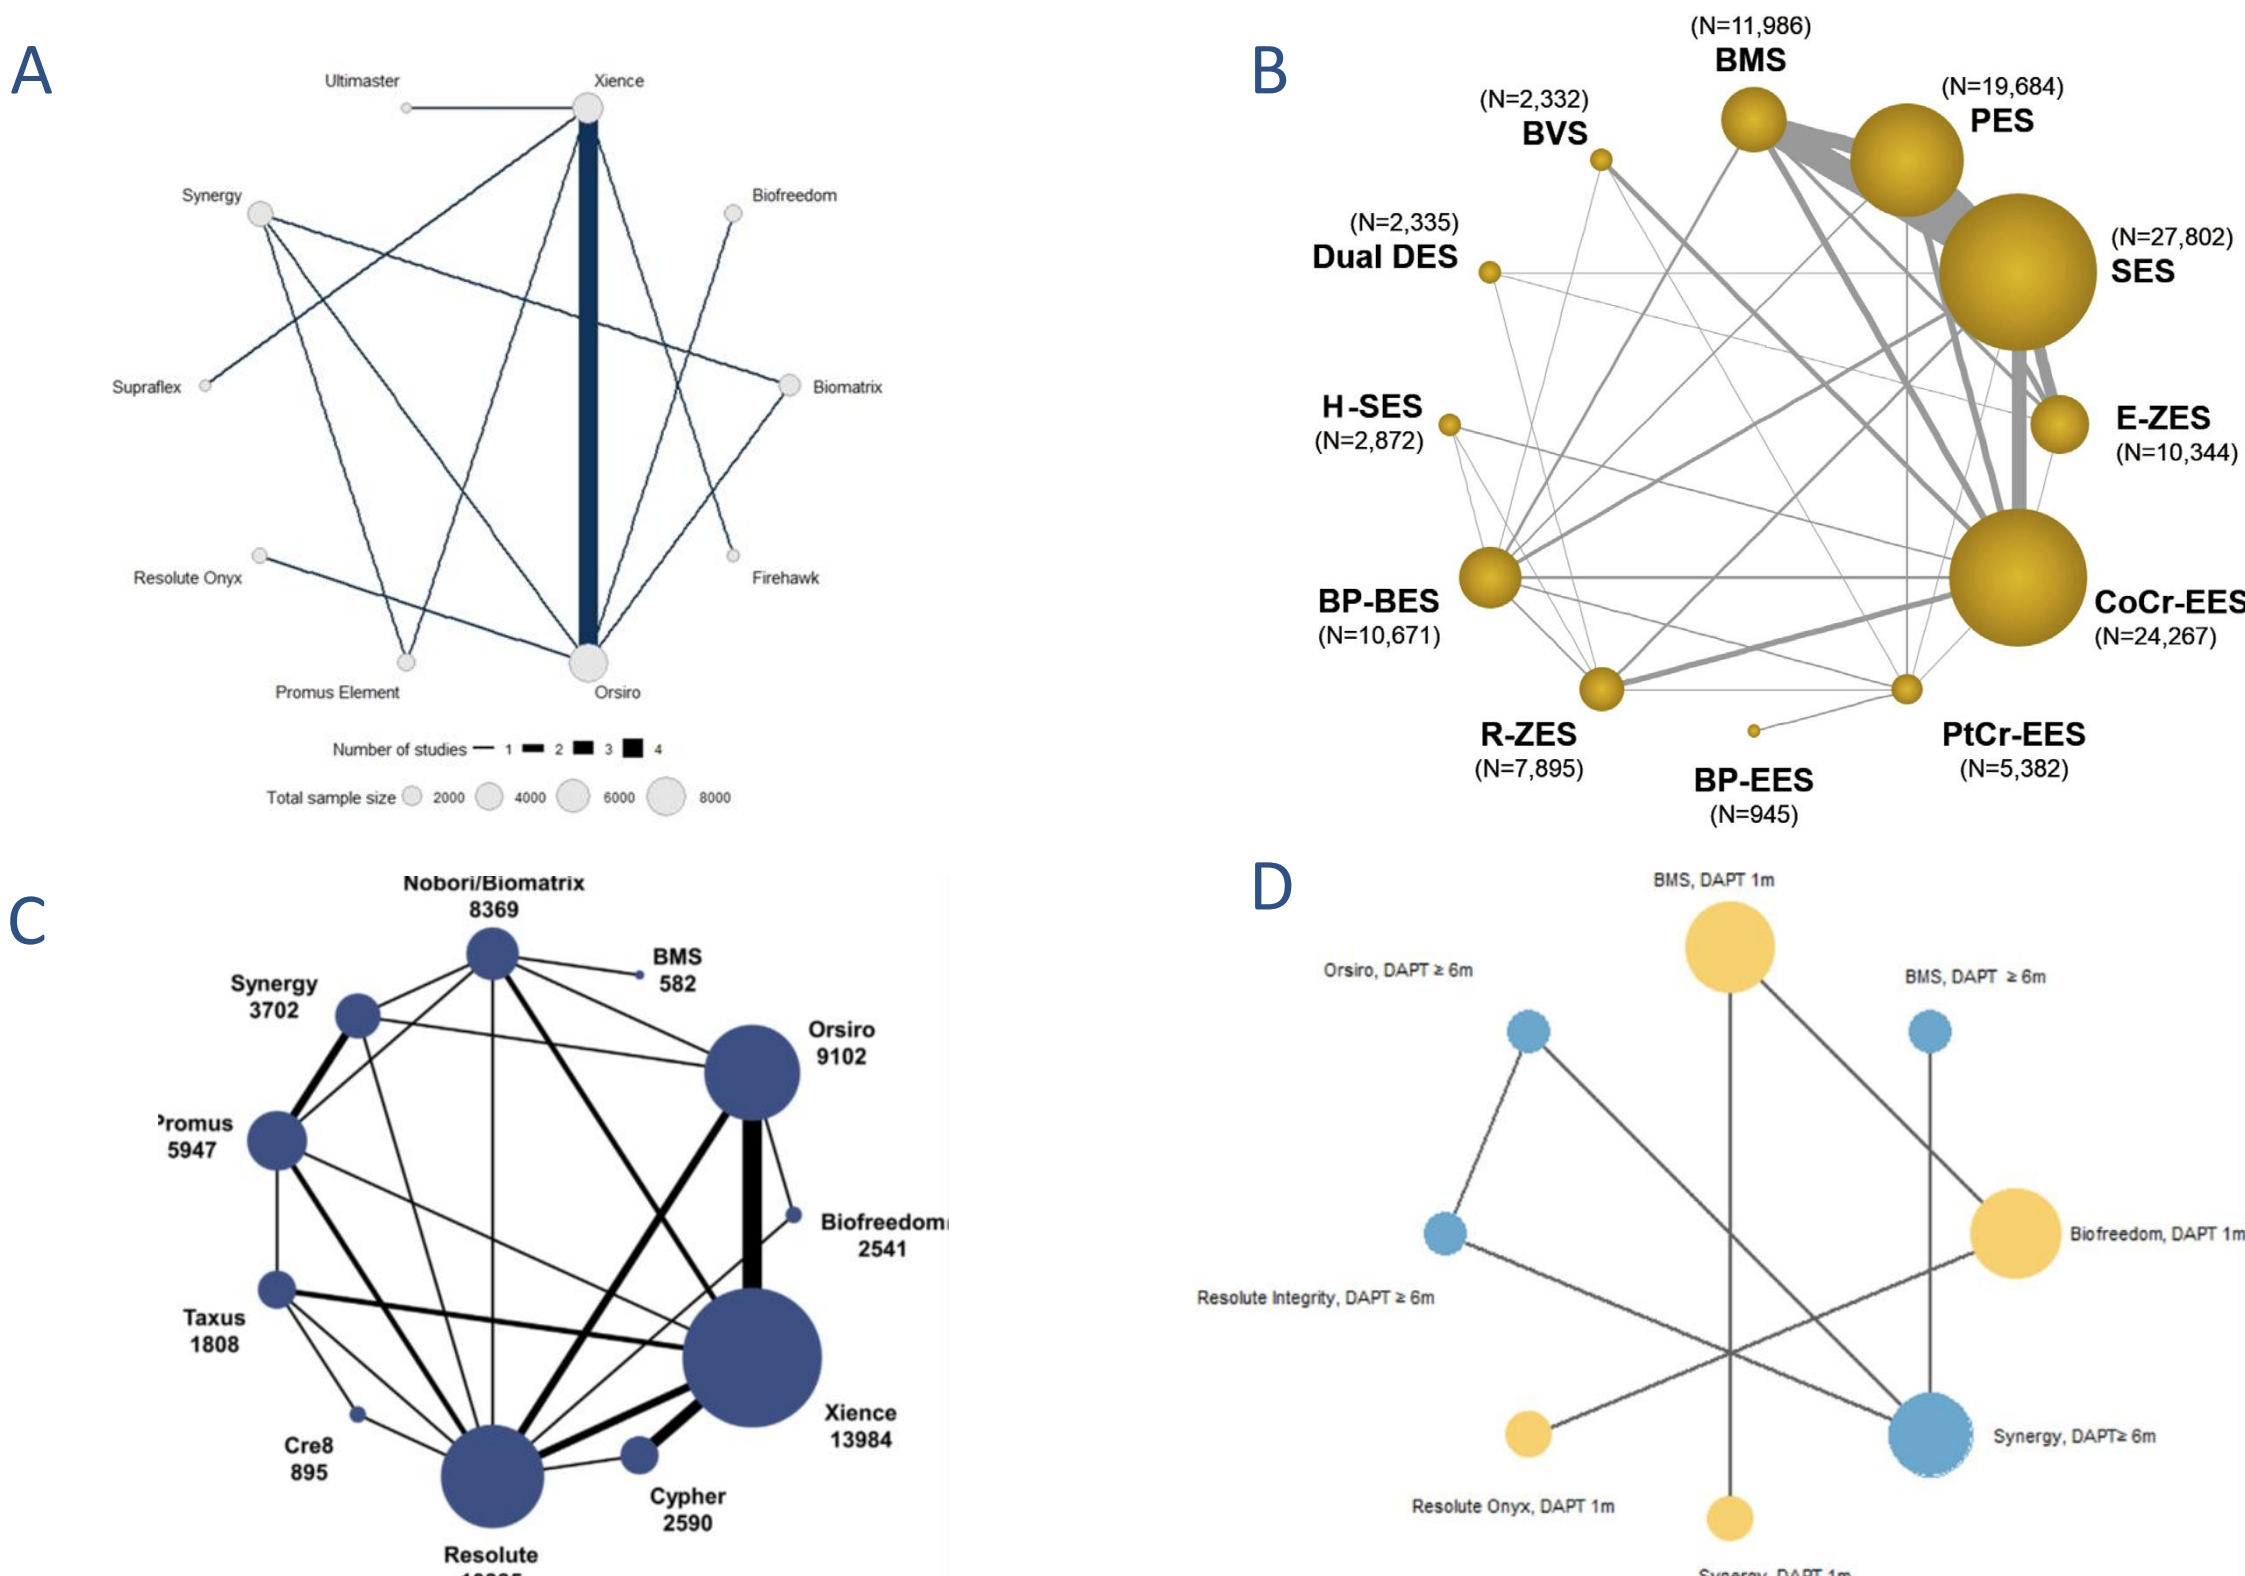 A
Ultimaster
Xience
Synergy
Biofreedom
Supraflex
Biomatrix
Resolute Onyx
Firehawk
Promus Element
Orsiro
Number of studies 1 2 3 4
Total sample size 2000 4000 6000 8000
B
(N=11,986)
BMS
(N=19,684)
PES
(N=2,332)
BVS
(N=2,335)
Dual DES
(N=27,802)
SES
H-SES
(N=2,872)
E-ZES
(N=10,344)
BP-BES
(N=10,671)
CoCr-EES
(N=24,267)
R-ZES
(N=7,895)
BP-EES
(N=945)
PtCr-EES
(N=5,382)
C
Nobori/Biomatrix
8369
BMS
582
Synergy
3702
Orsiro
9102
Promus
5947
Biofreedom
2541
Taxus
1808
Xience
13984
Cre8
895
Cypher
2590
Resolute
D
BMS, DAPT 1m
Orsiro, DAPT ≥ 6m
BMS, DAPT ≥ 6m
Biofreedom, DAPT 1m
Resolute Integrity, DAPT ≥ 6m
Synergy, DAPT≥ 6m
Resolute Onyx, DAPT 1m
Synergy, DAPT 1m